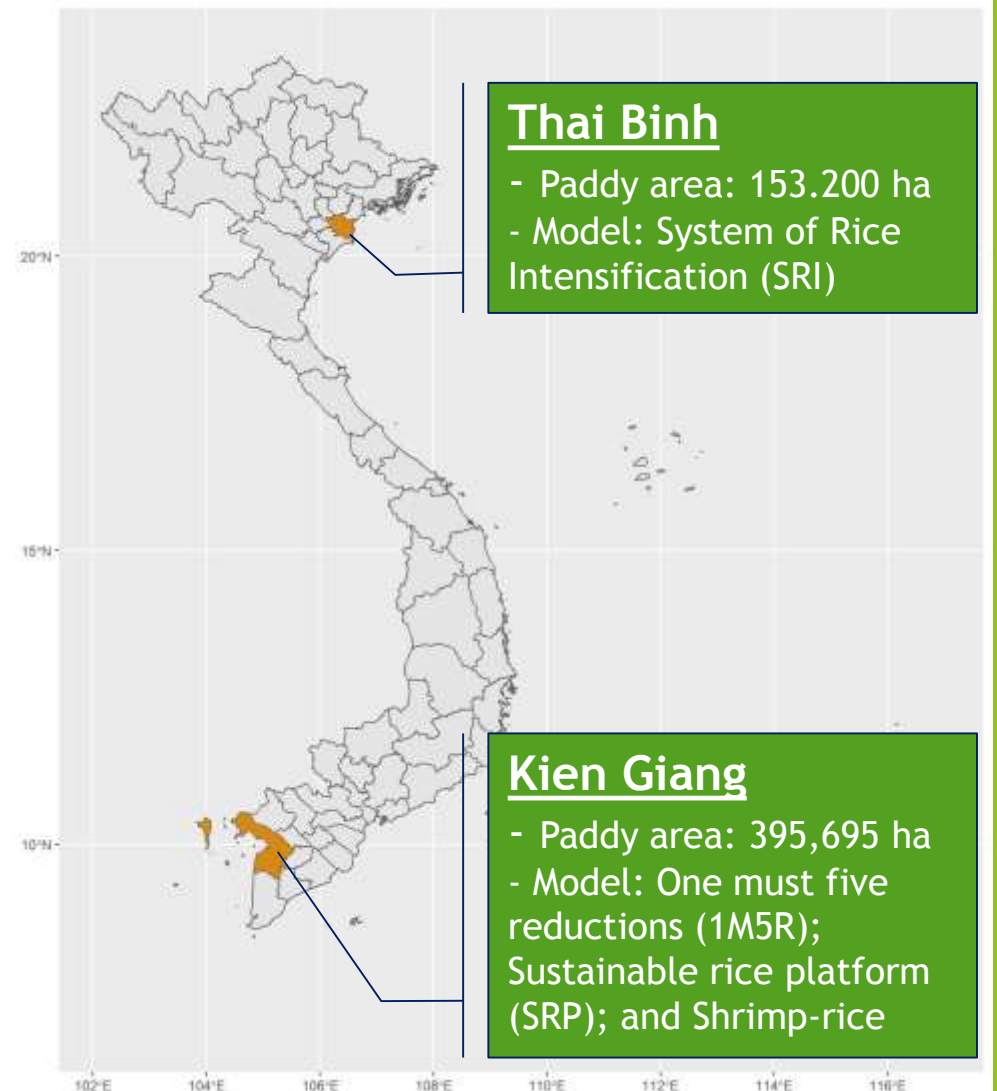 Thai Binh
- Paddy area: 153.200 ha
- Model: System of Rice
Intensification (SRI)
20°N
15°N
Kien Giang
- Paddy area: 395,695 ha
- Model: One must five
reductions (1M5R);
Sustainable rice platform
(SRP); and Shrimp-rice
10°N
102°E 104°E 106°E 108°E 110°E 112°E 114°E 116°E